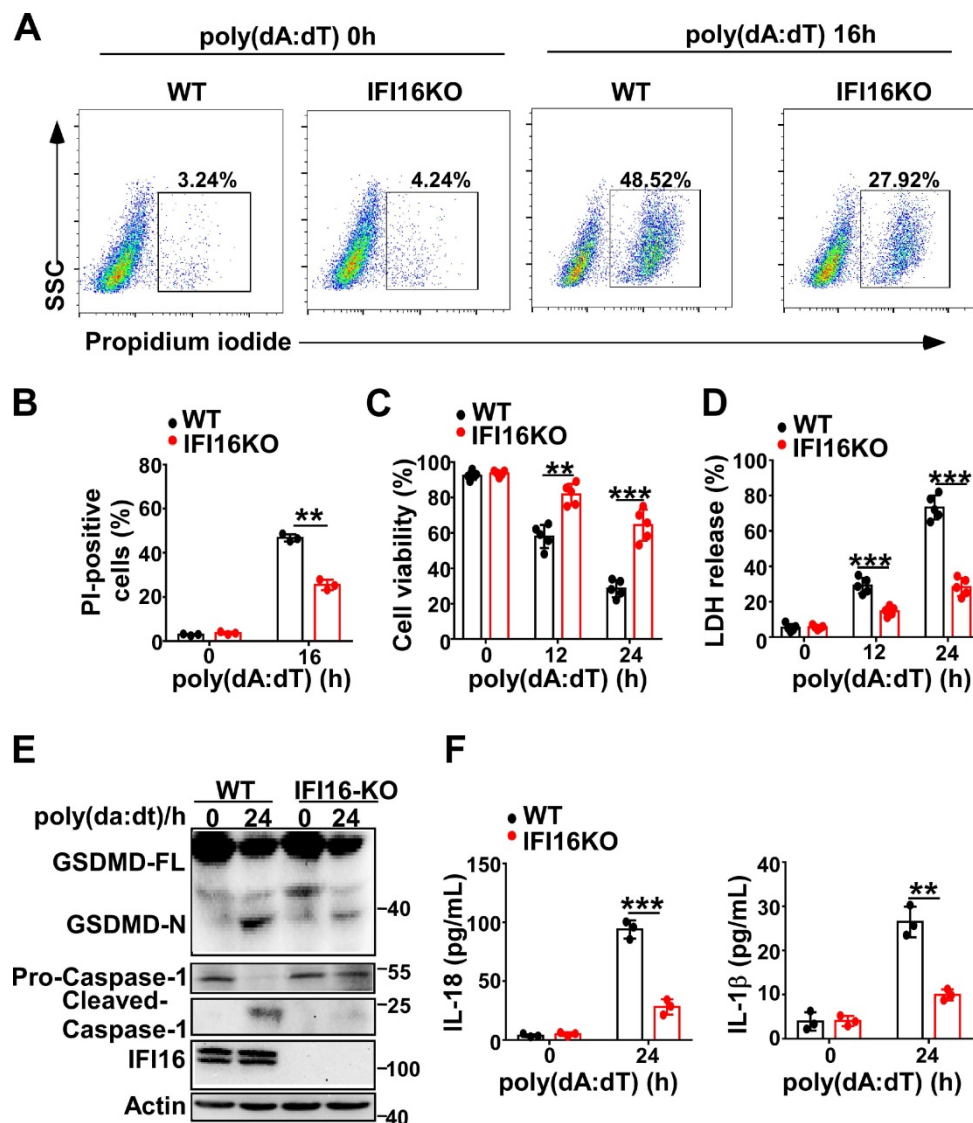 A
poly(dA:dT) 0h
poly(dA:dT) 16h
WT
IFI16KO
WT
IFI16KO
3.24%
4.24%
48.52%
27.92%
SSC
Propidium iodide
B
WT
IFI16KO
PI-positive
cells (%)
80
60
40
20
0
**
0
16
poly(dA:dT) (h)
C
WT
IFI16KO
Cell viability (%)
100
80
60
40
20
0
**
***
0
12
24
poly(dA:dT) (h)
D
WT
IFI16KO
LDH release (%)
100
80
60
40
20
0
***
***
0
12
24
poly(dA:dT) (h)
E
WT
IFI16-KO
poly(da:dt)/h
0
24
0
24
GSDMD-FL
GSDMD-N
40
Pro-Caspase-1
55
Cleaved-
Caspase-1
25
IFI16
100
Actin
40
F
WT
IFI16KO
IL-18 (pg/mL)
150
100
50
0
***
0
24
poly(dA:dT) (h)
IL-1β (pg/mL)
40
30
20
10
0
**
0
24
poly(dA:dT) (h)